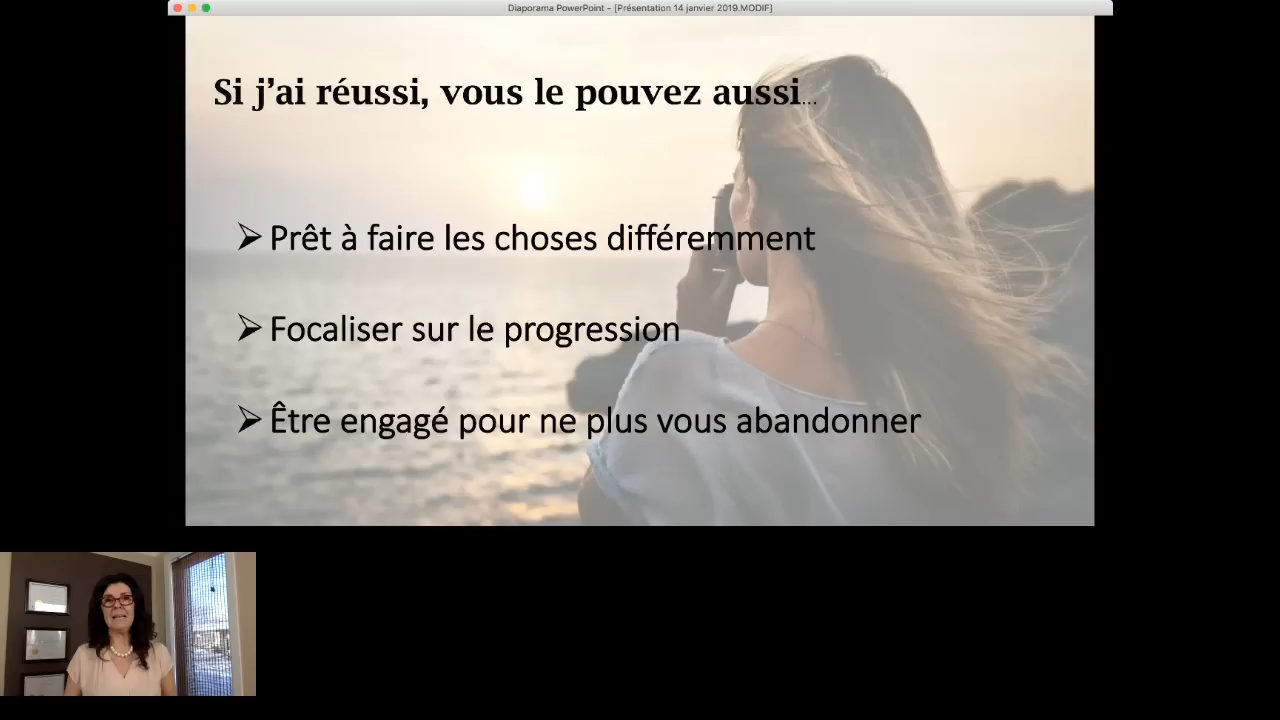 Diaporama PowerPoint - [Présentation 14 janvier 2019.MODIF]
Si j’ai réussi, vous le pouvez aussi...
➢ Prêt à faire les choses différemment
➢ Focaliser sur le progression
➢ Être engagé pour ne plus vous abandonner